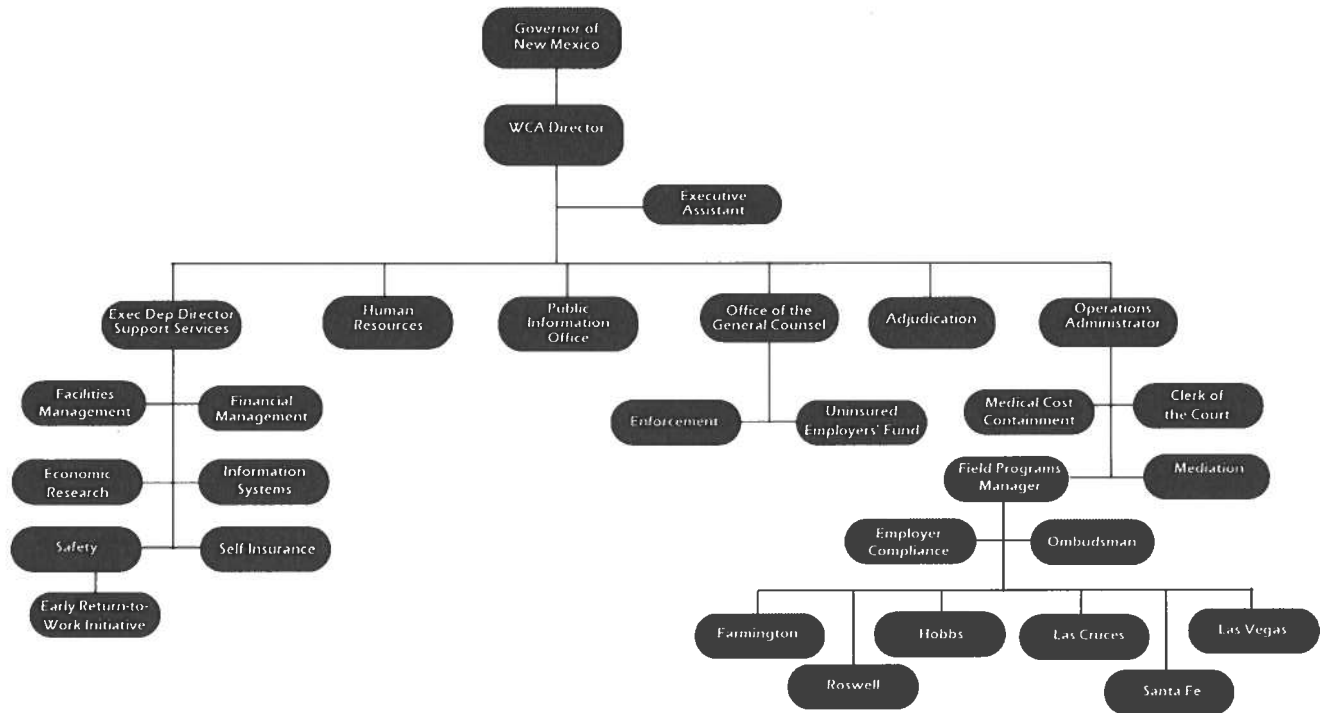 Governor of
New Mexico
WCA Director
Executive
Assistant
Exec Dep Director
Support Services
Human
Resources
Public
Information
Office
Office of the
General Counsel
Adjudication
Operations
Administrator
Facilities
Management
Financial
Management
Economic
Research
Information
Systems
Safety
Self Insurance
Early Return-to-
Work Initiative
Enforcement
Uninsured
Employers' Fund
Medical Cost
Containment
Clerk of
the Court
Field Programs
Manager
Mediation
Employer
Compliance
Ombudsman
Farmington
Roswell
Hobbs
Las Cruces
Santa Fe
Las Vegas